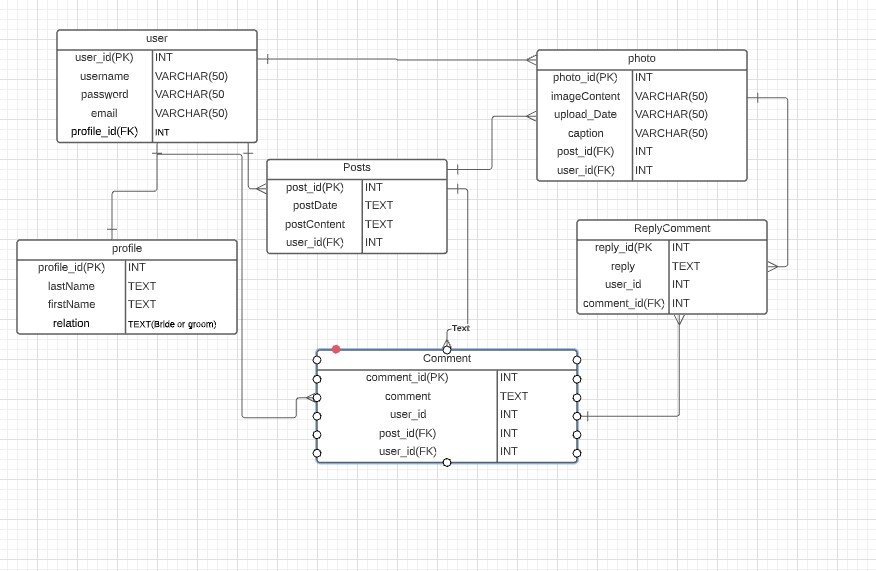 user
user_id(PK) INT
username VARCHAR(50)
password VARCHAR(50
email VARCHAR(50)
profile_id(FK) INT
photo
photo_id(PK) INT
imageContent VARCHAR(50)
upload_Date VARCHAR(50)
caption VARCHAR(50)
post_id(FK) INT
user_id(FK) INT
Posts
post_id(PK) INT
postDate TEXT
postContent TEXT
user_id(FK) INT
ReplyComment
reply_id(PK INT
reply TEXT
user_id INT
comment_id(FK) INT
profile
profile_id(PK) INT
lastName TEXT
firstName TEXT
relation TEXT(Bride or groom)
Text
Comment
comment_id(PK) INT
comment TEXT
user_id INT
post_id(FK) INT
user_id(FK) INT